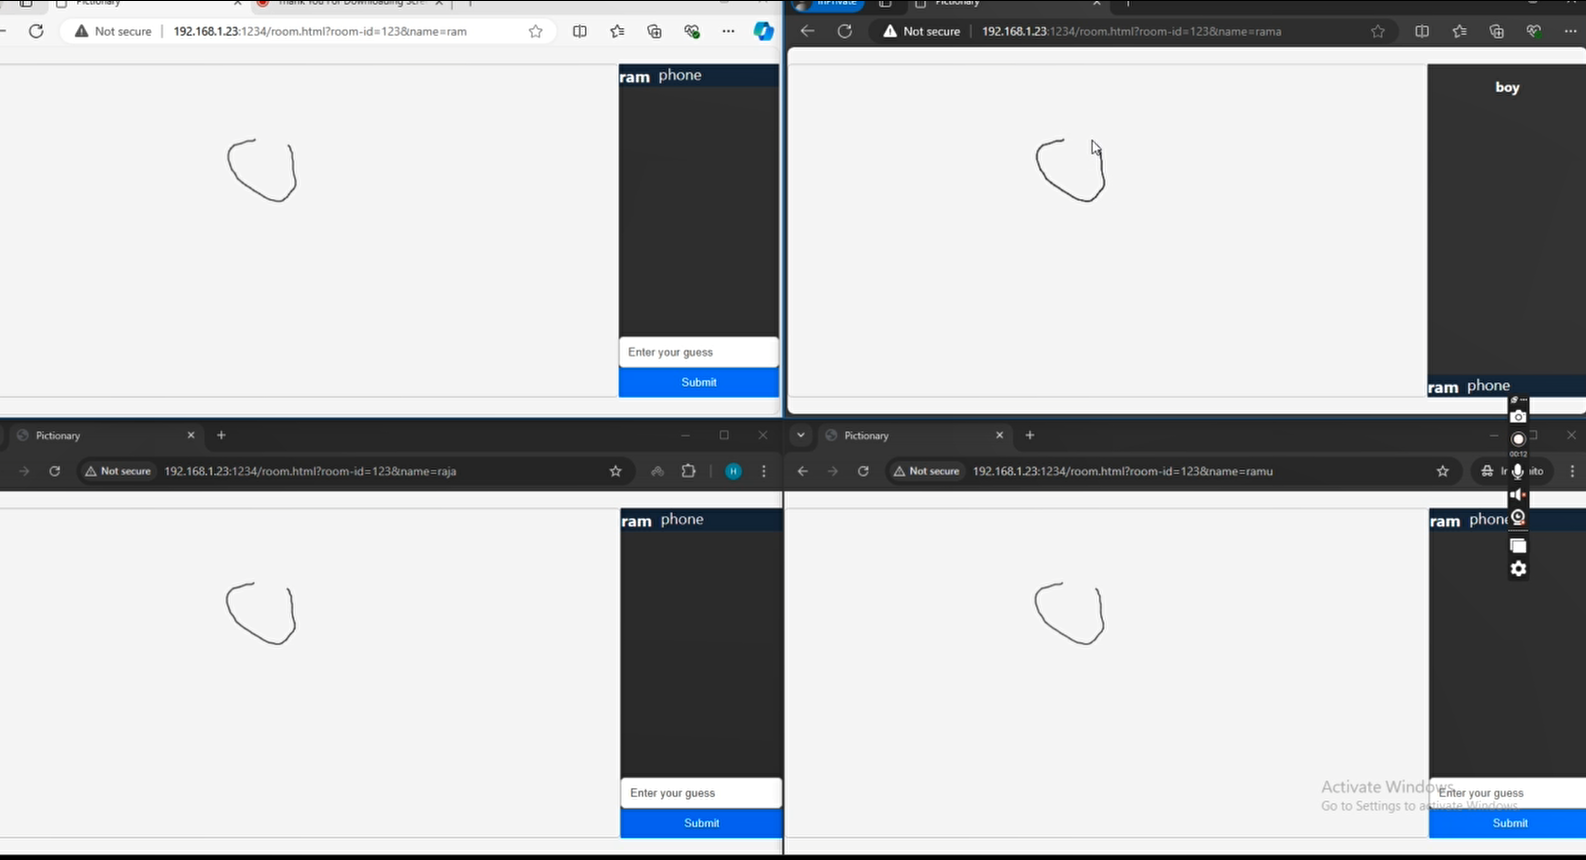 Pictionary
Thank You For Downloading Scre
InPrivate
Pictionary
Not secure 192.168.1.23:1234/room.html?room-id=123&name=ram
Not secure 192.168.1.23:1234/room.html?room-id=123&name=rama
ram phone
boy
Enter your guess
Submit
ram phone
Pictionary
Pictionary
00:12
Not secure 192.168.1.23:1234/room.html?room-id=123&name=raja
H
Not secure 192.168.1.23:1234/room.html?room-id=123&name=ramu
ram phone
ram phone
Enter your guess
Submit
Activate Windows
Go to Settings to activate Windows.
Enter your guess
Submit